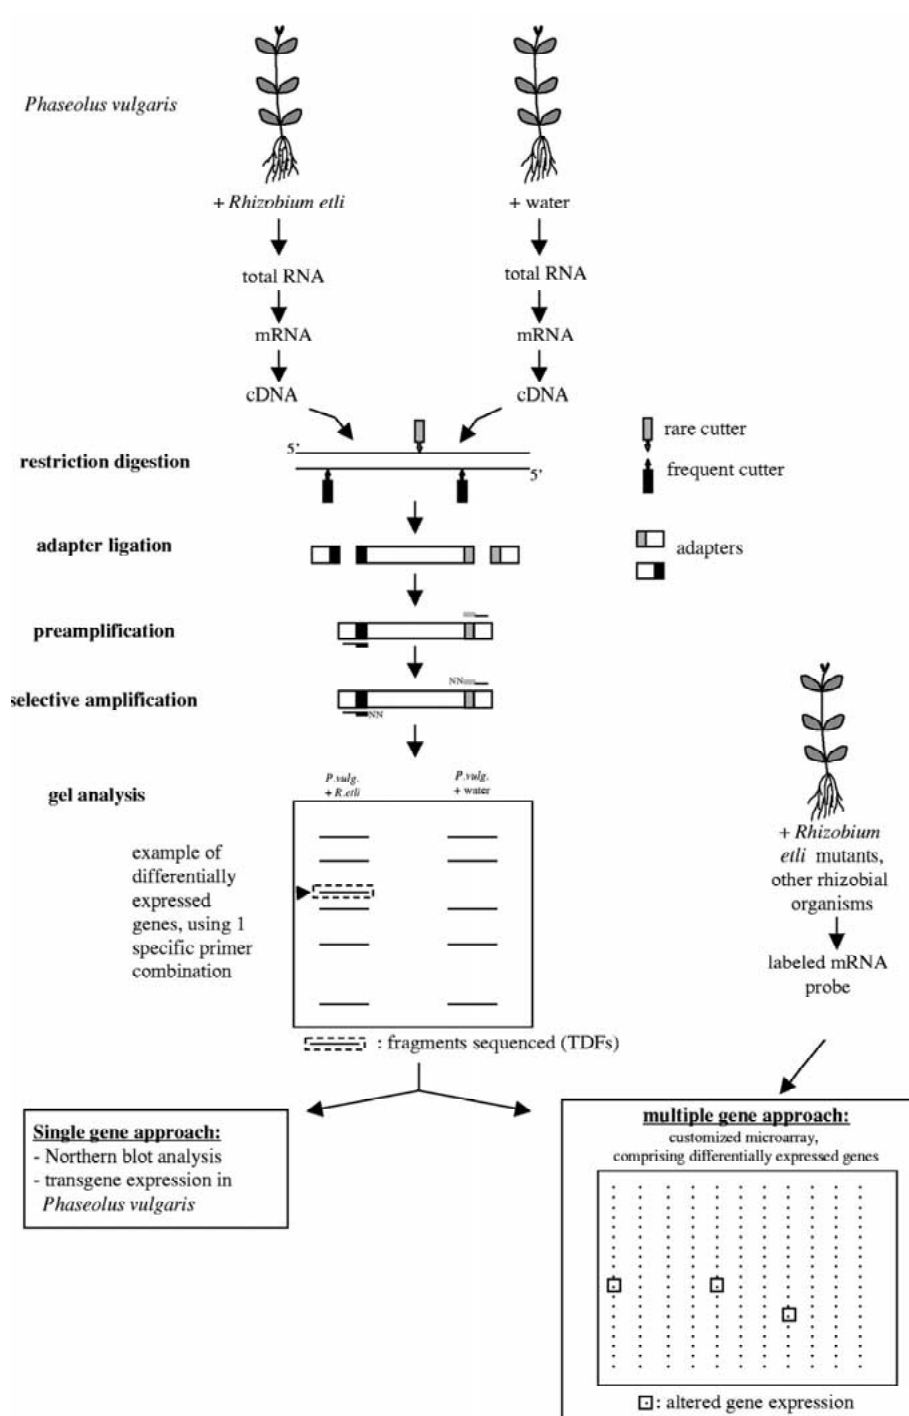 Phaseolus vulgaris
+ Rhizobium etli
+ water
total RNA
total RNA
mRNA
mRNA
cDNA
cDNA
rare cutter
5’
restriction digestion
frequent cutter
5’
adapter ligation
adapters
preamplification
NN
selective amplification
NN
P.vulg.
+ R.etli
P.vulg.
+ water
gel analysis
example of
differentially
expressed
genes, using 1
specific primer
combination
+ Rhizobium
etli mutants,
other rhizobial
organisms
labeled mRNA
probe
: fragments sequenced (TDFs)
Single gene approach:
- Northern blot analysis
- transgene expression in
Phaseolus vulgaris
multiple gene approach:
customized microarray,
comprising differentially expressed genes
: altered gene expression